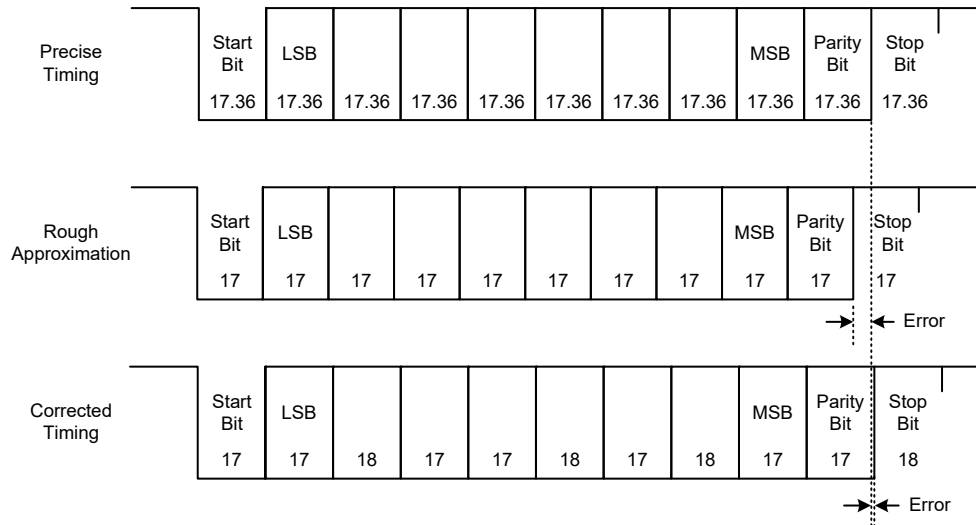 Precise
Timing
Start
Bit
LSB
MSB
Parity
Bit
Stop
Bit
17.36 17.36 17.36 17.36 17.36 17.36 17.36 17.36 17.36 17.36 17.36
Rough
Approximation
Start
Bit
LSB
MSB
Parity
Bit
Stop
Bit
17 17 17 17 17 17 17 17 17 17 17
Error
Corrected
Timing
Start
Bit
LSB
MSB
Parity
Bit
Stop
Bit
17 17 18 17 17 18 17 18 17 17 18
Error